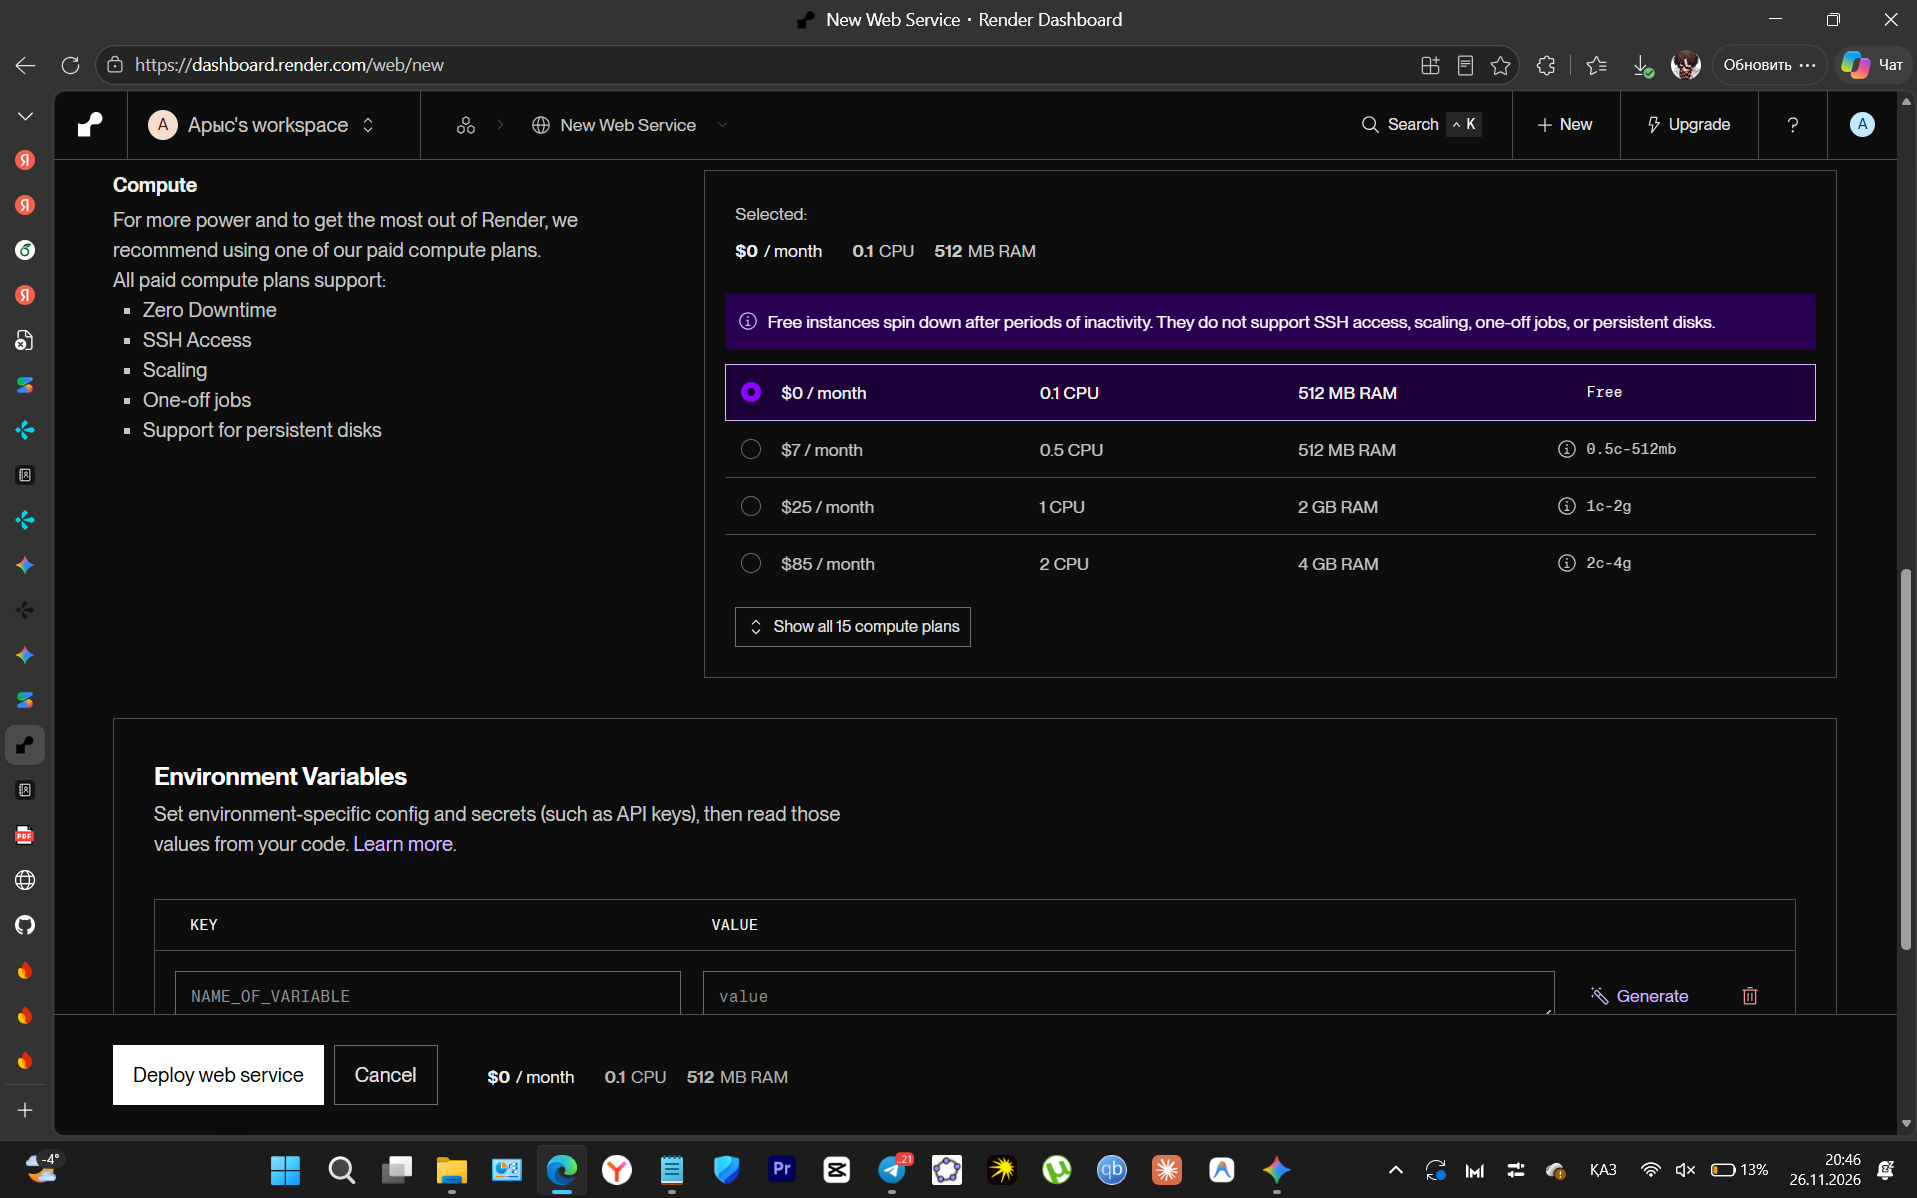 New Web Service・Render Dashboard
https://dashboard.render.com/web/new
Обновить
Чат
A
Арыс's workspace
New Web Service
Search
K
New
Upgrade
?
A
Compute
For more power and to get the most out of Render, we
recommend using one of our paid compute plans.
All paid compute plans support:
Zero Downtime
SSH Access
Scaling
One-off jobs
Support for persistent disks
Selected:
$0 / month 0.1 CPU 512 MB RAM
Free instances spin down after periods of inactivity. They do not support SSH access, scaling, one-off jobs, or persistent disks.
$0 / month 0.1 CPU 512 MB RAM Free
$7 / month 0.5 CPU 512 MB RAM 0.5c-512mb
$25 / month 1 CPU 2 GB RAM 1c-2g
$85 / month 2 CPU 4 GB RAM 2c-4g
Show all 15 compute plans
Environment Variables
Set environment-specific config and secrets (such as API keys), then read those
values from your code. Learn more.
KEY VALUE
NAME_OF_VARIABLE value Generate
Deploy web service Cancel $0 / month 0.1 CPU 512 MB RAM
-4°
Pr
21
qb
ҚАЗ
13%
20:46
26.11.2026